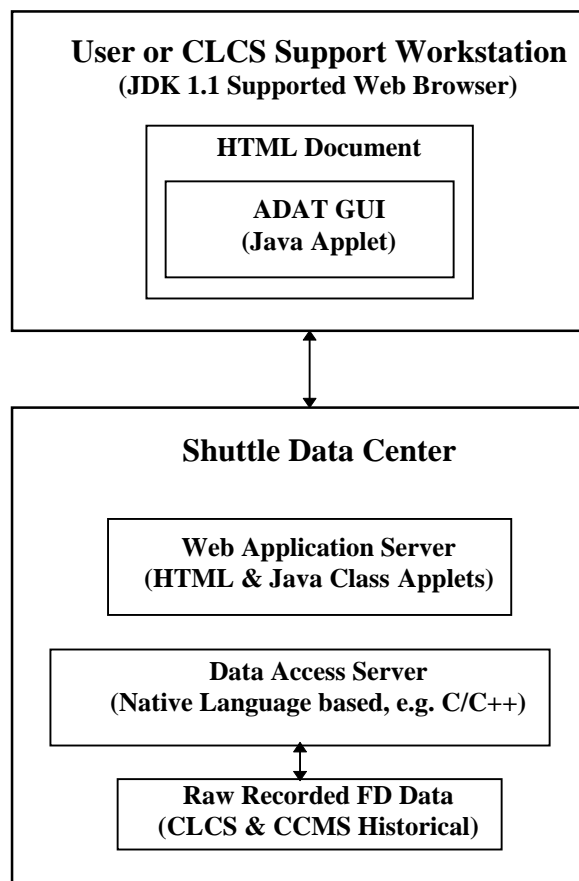 User or CLCS Support Workstation
(JDK 1.1 Supported Web Browser)
HTML Document
ADAT GUI
(Java Applet)
Shuttle Data Center
Web Application Server
(HTML & Java Class Applets)
Data Access Server
(Native Language based, e.g. C/C++)
Raw Recorded FD Data
(CLCS & CCMS Historical)